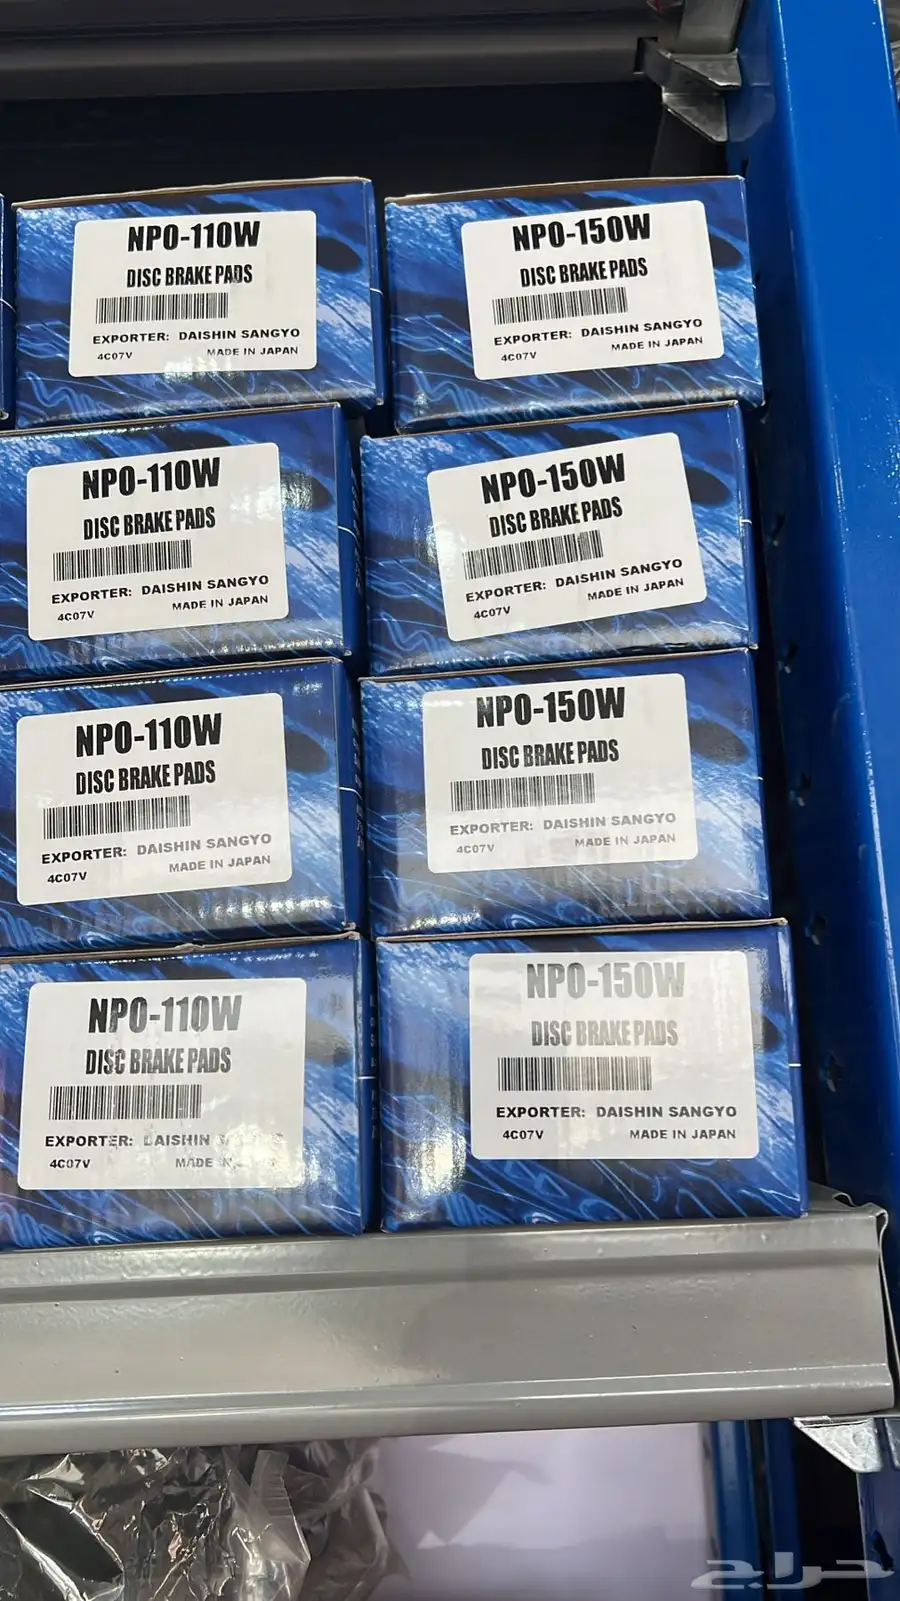 NPO-110W
DISC BRAKE PADS
EXPORTER: DAISHIN SANGYO
4C07V MADE IN JAPAN
NPO-150W
DISC BRAKE PADS
EXPORTER: DAISHIN SANGYO
4C07V MADE IN JAPAN
NPO-110W
DISC BRAKE PADS
EXPORTER: DAISHIN SANGYO
4C07V MADE IN JAPAN
NPO-150W
DISC BRAKE PADS
EXPORTER: DAISHIN SANGYO
4C07V MADE IN JAPAN
NPO-110W
DISC BRAKE PADS
EXPORTER: DAISHIN SANGYO
4C07V MADE IN JAPAN
NPO-150W
DISC BRAKE PADS
EXPORTER: DAISHIN SANGYO
4C07V MADE IN JAPAN
NPO-110W
DISC BRAKE PADS
EXPORTER: DAISHIN
4C07V MADE IN
NPO-150W
DISC BRAKE PADS
EXPORTER: DAISHIN SANGYO
4C07V MADE IN JAPAN
حراج